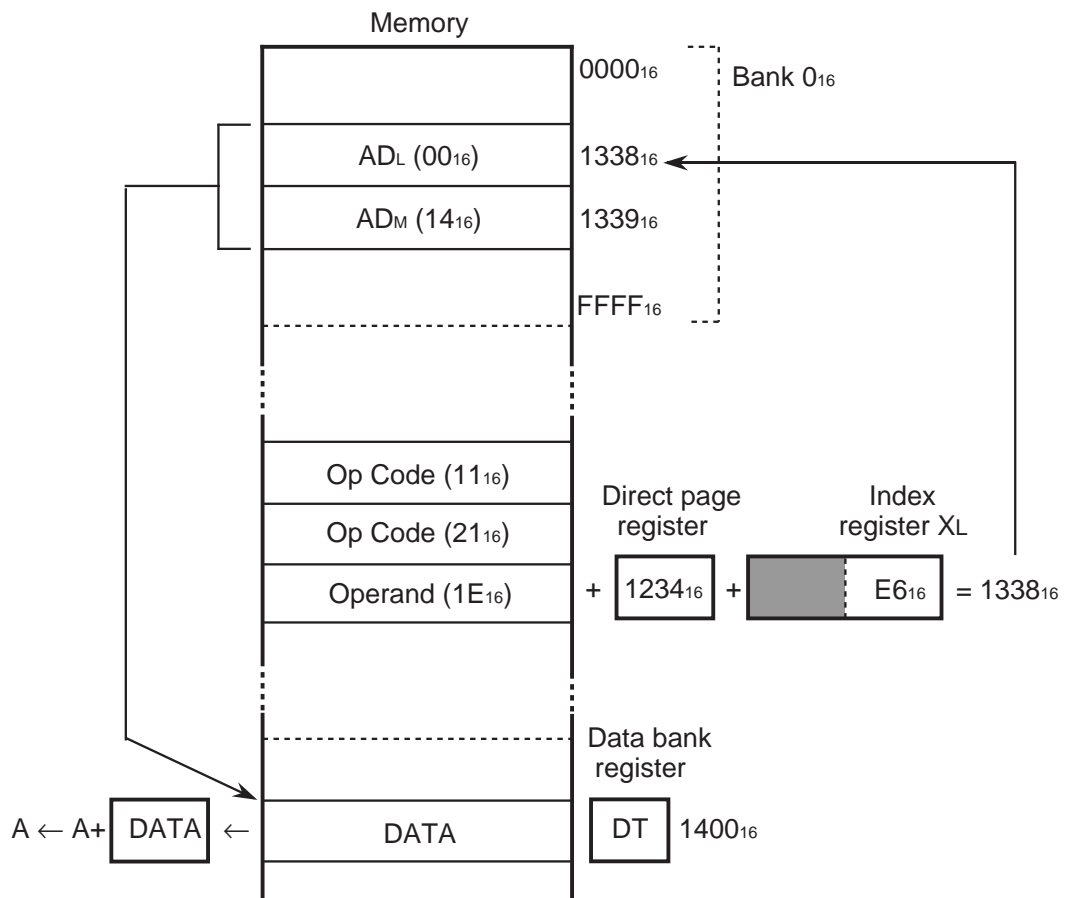 Memory
0000₁₆
Bank 0₁₆
ADL (00₁₆)
1338₁₆
ADM (14₁₆)
1339₁₆
FFFF₁₆
Op Code (11₁₆)
Op Code (21₁₆)
Direct page
register
Index
register XL
Operand (1E₁₆)
+ 1234₁₆ + E6₁₆ = 1338₁₆
Data bank
register
A ← A+ DATA ← DATA
DT 1400₁₆